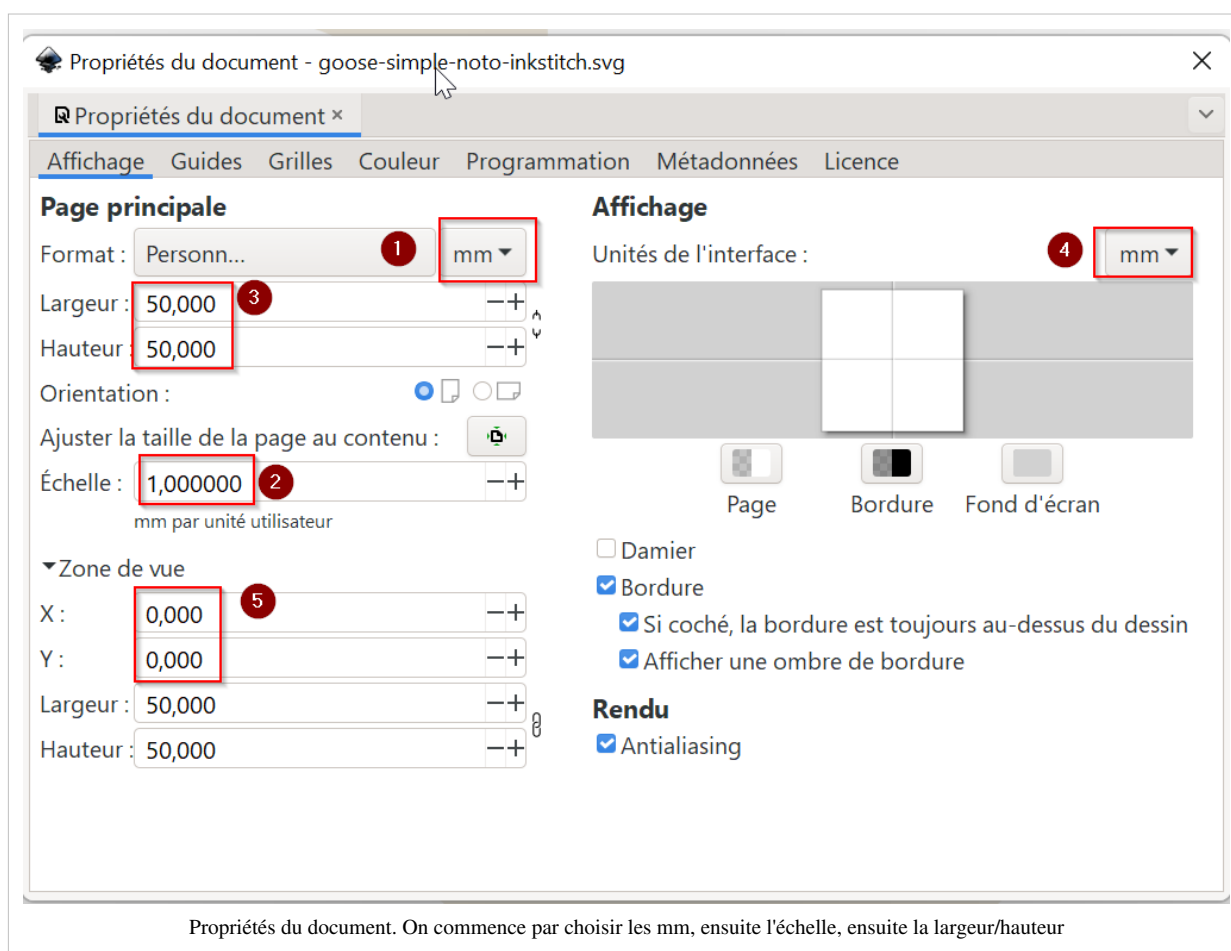 Propriétés du document - goose-simple-noto-inkstitch.svg
Propriétés du document ×
Affichage Guides Grilles Couleur Programmation Métadonnées Licence
Page principale
Format : Personn... 1 mm
Largeur : 50,000 3
Hauteur : 50,000
Orientation :
Ajuster la taille de la page au contenu :
Échelle : 1,000000 2
mm par unité utilisateur
Zone de vue
X : 0,000 5
Y : 0,000
Largeur : 50,000
Hauteur : 50,000
Affichage
Unités de l'interface : 4 mm
Page Bordure Fond d'écran
Damier
Bordure
Si coché, la bordure est toujours au-dessus du dessin
Afficher une ombre de bordure
Rendu
Antialiasing
Propriétés du document. On commence par choisir les mm, ensuite l'échelle, ensuite la largeur/hauteur